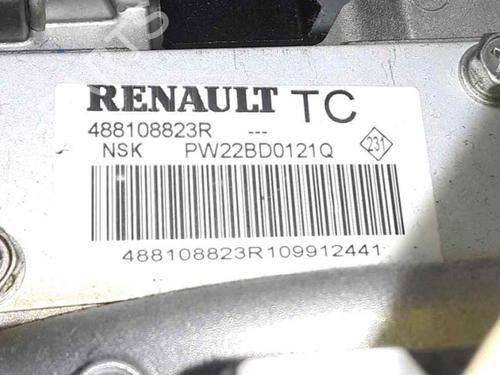 RENAULT TC
488108823R ---
NSK PW22BD0121Q 231
488108823R109912441